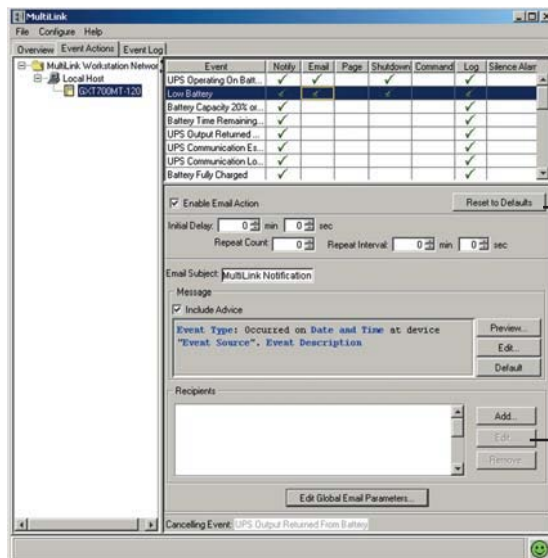 MultiLink
File Configure Help
Overview Event Actions Event Log
MultiLink Workstation Networ
Local Host
GXT700MT-120
Event Notify Email Page Shutdown Command Log Silence Alarr
UPS Operating On Batt...
Low Battery
Battery Capacity 20% or...
Battery Time Remaining...
UPS Output Returned ...
UPS Communication Es...
UPS Communication Lo...
Battery Fully Charged
Enable Email Action
Reset to Defaults
Initial Delay: 0 min 0 sec
Repeat Count: 0 Repeat Interval: 0 min 0 sec
Email Subject: MultiLink Notification
Message
Include Advice
Event Type: Occurred on Date and Time at device
"Event Source". Event Description
Preview...
Edit...
Default
Recipients
Add...
Edit...
Remove
Edit Global Email Parameters...
Cancelling Event: UPS Output Returned From Battery